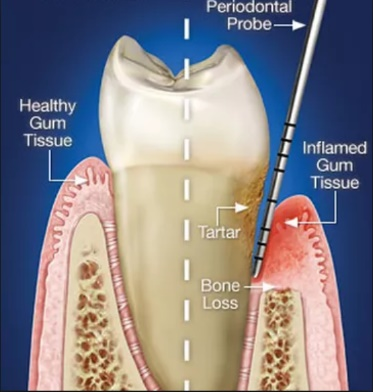 Periodontal
Probe
Healthy
Gum
Tissue
Inflamed
Gum
Tissue
Tartar
Bone
Loss